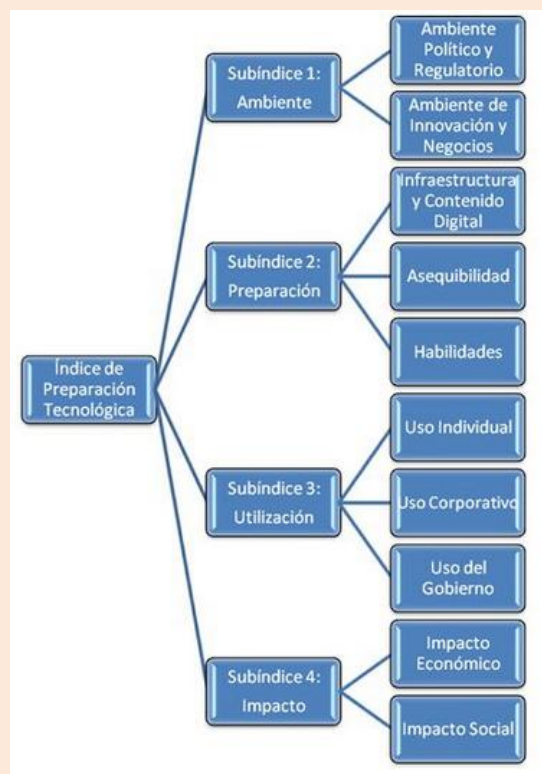 Índice de
Preparación
Tecnológica
Subíndice 1:
Ambiente
Ambiente
Político y
Regulatorio
Ambiente de
Innovación y
Negocios
Subíndice 2:
Preparación
Infraestructura
y Contenido
Digital
Asequibilidad
Habilidades
Subíndice 3:
Utilización
Uso Individual
Uso Corporativo
Uso del
Gobierno
Subíndice 4:
Impacto
Impacto
Económico
Impacto Social